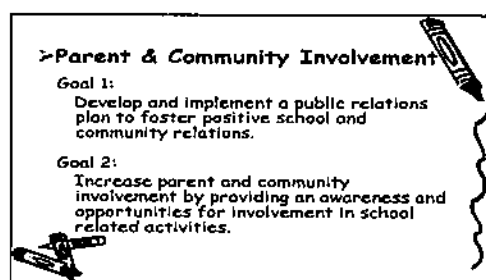 ➢Parent & Community Involvement
Goal 1:
Develop and implement a public relations
plan to foster positive school and
community relations.
Goal 2:
Increase parent and community
involvement by providing an awareness and
opportunities for involvement in school
related activities.